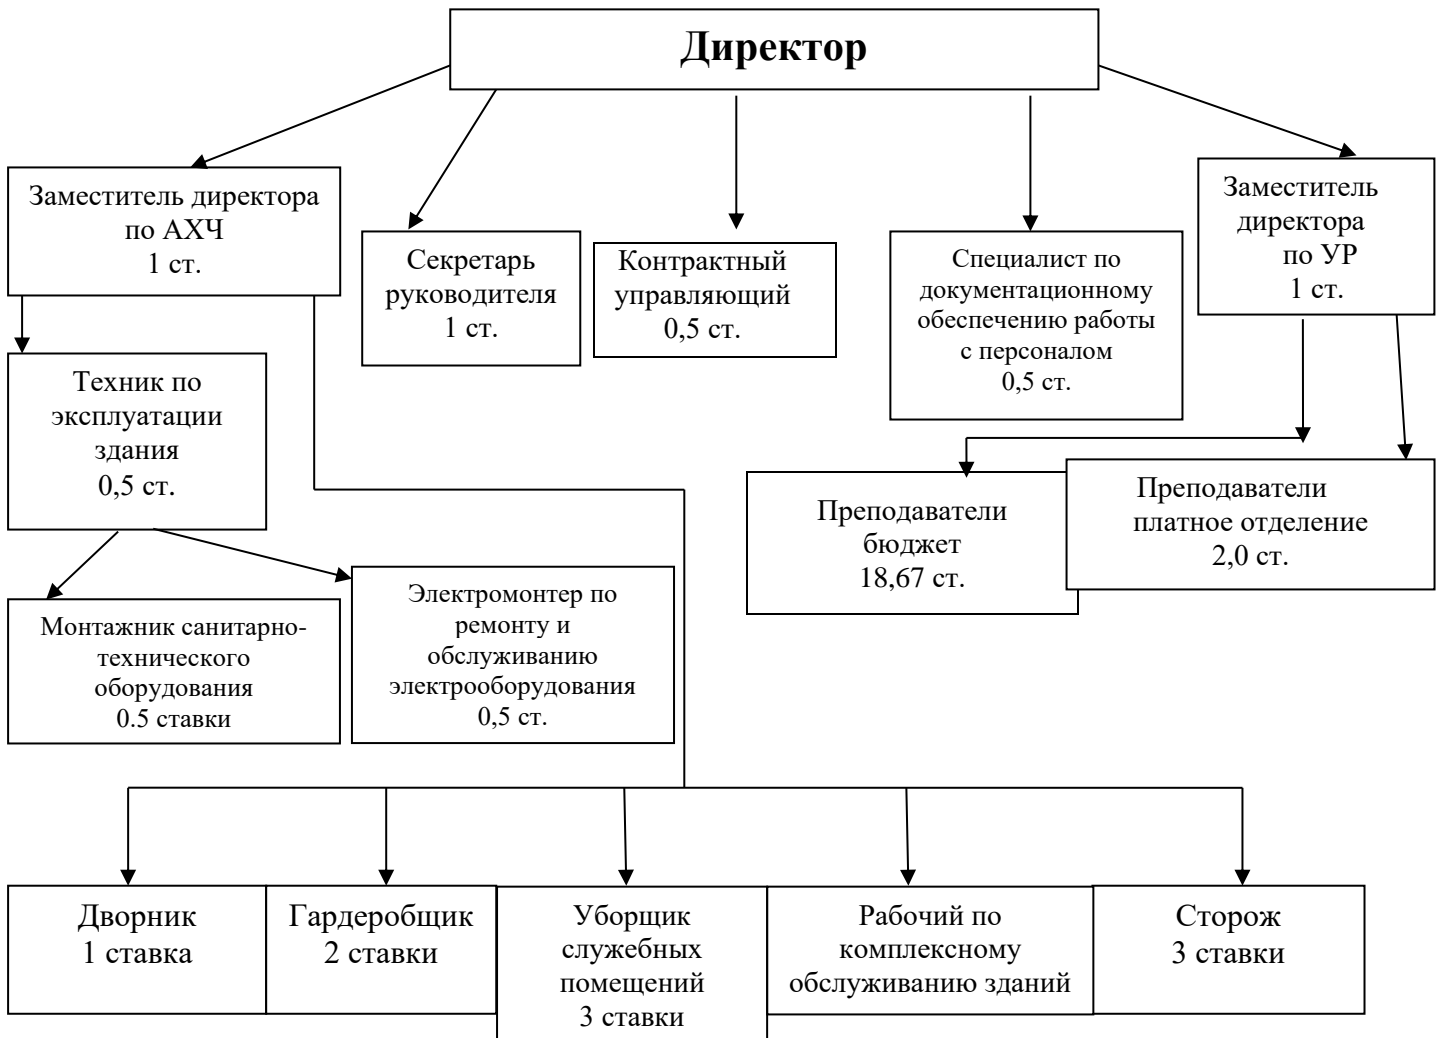 Директор
Заместитель директора
по АХЧ
1 ст.
Секретарь
руководителя
1 ст.
Контрактный
управляющий
0,5 ст.
Специалист по
документационному
обеспечению работы
с персоналом
0,5 ст.
Заместитель
директора
по УР
1 ст.
Техник по
эксплуатации
здания
0,5 ст.
Преподаватели
бюджет
18,67 ст.
Преподаватели
платное отделение
2,0 ст.
Монтажник санитарно-
технического
оборудования
0.5 ставки
Электромонтер по
ремонту и
обслуживанию
электрооборудования
0,5 ст.
Дворник
1 ставка
Гардеробщик
2 ставки
Уборщик
служебных
помещений
3 ставки
Рабочий по
комплексному
обслуживанию зданий
Сторож
3 ставки